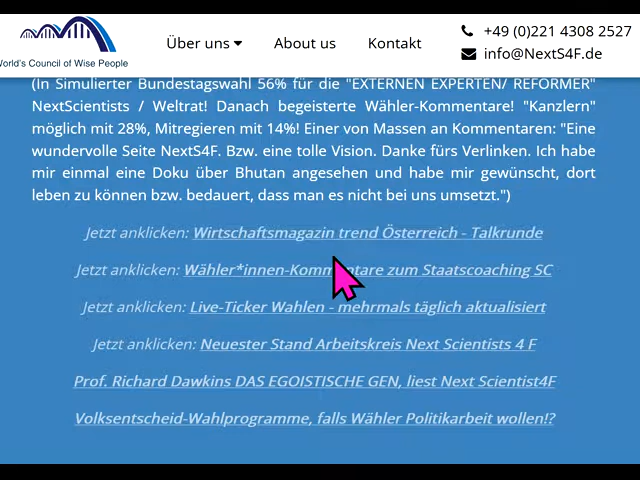 Über uns About us Kontakt
+49 (0)221 4308 2527
info@NextS4F.de
World's Council of Wise People
(In Simulierter Bundestagswahl 56% für die "EXTERNEN EXPERTEN/ REFORMER"
NextScientists / Weltrat! Danach begeisterte Wähler-Kommentare! "Kanzlern"
möglich mit 28%, Mitregieren mit 14%! Einer von Massen an Kommentaren: "Eine
wundervolle Seite NextS4F. Bzw. eine tolle Vision. Danke fürs Verlinken. Ich habe
mir einmal eine Doku über Bhutan angesehen und habe mir gewünscht, dort
leben zu können bzw. bedauert, dass man es nicht bei uns umsetzt.")
Jetzt anklicken: Wirtschaftsmagazin trend Österreich - Talkrunde
Jetzt anklicken: Wähler*innen-Kommentare zum Staatscoaching SC
Jetzt anklicken: Live-Ticker Wahlen - mehrmals täglich aktualisiert
Jetzt anklicken: Neuester Stand Arbeitskreis Next Scientists 4 F
Prof. Richard Dawkins DAS EGOISTISCHE GEN, liest Next Scientist4F
Volksentscheid-Wahlprogramme, falls Wähler Politikarbeit wollen!?